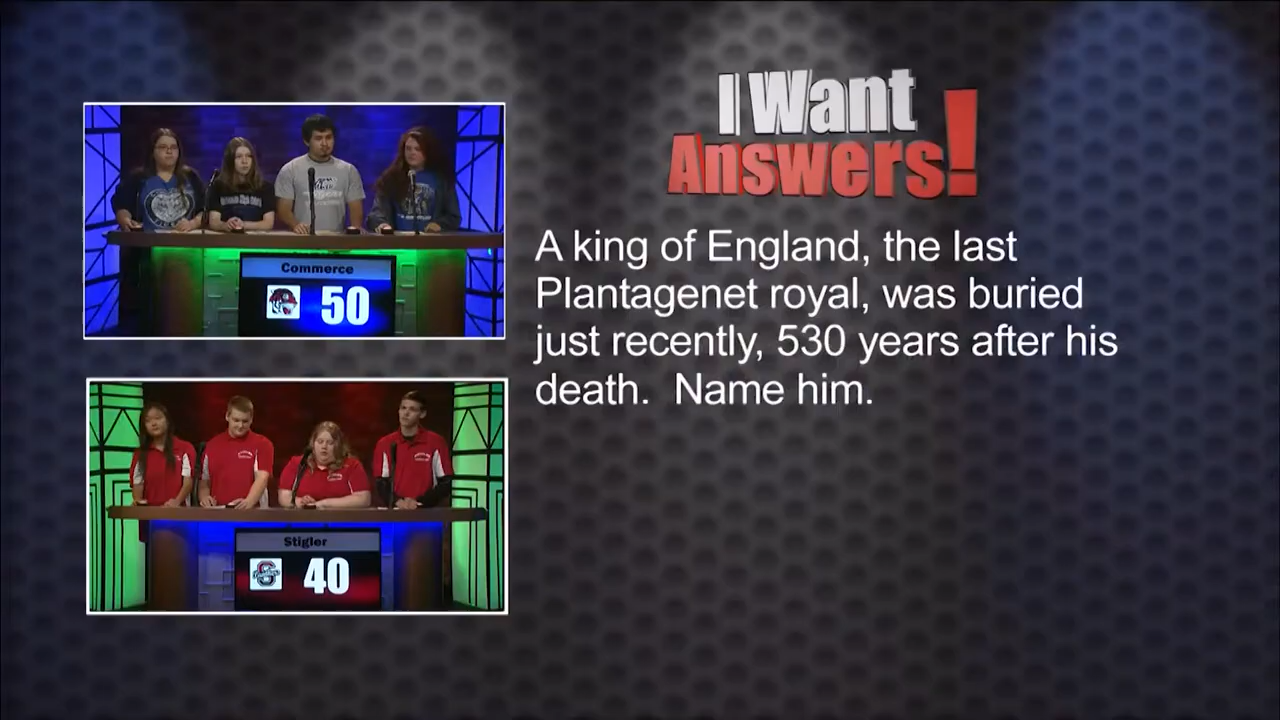 I Want
Answers!
A king of England, the last
Plantagenet royal, was buried
just recently, 530 years after his
death. Name him.
Commerce
50
Stigler
40